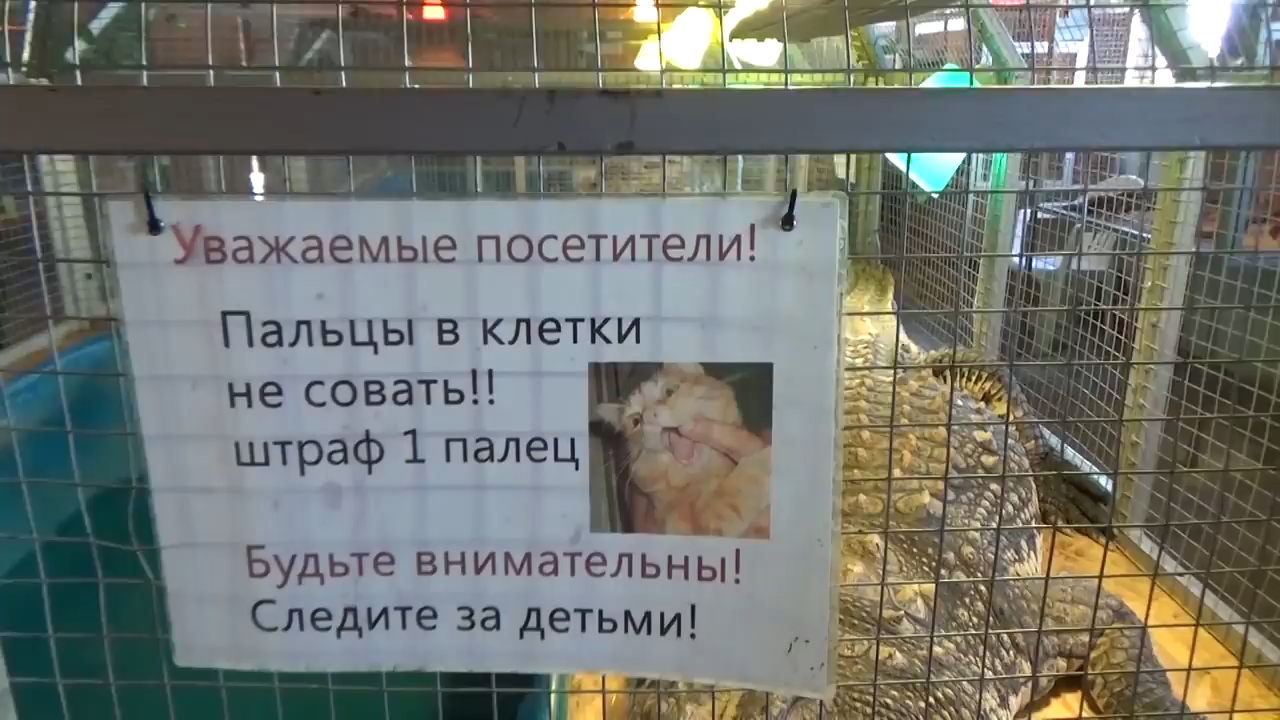 Уважаемые посетители!
Пальцы в клетки
не совать!!
штраф 1 палец
Будьте внимательны!
Следите за детьми!